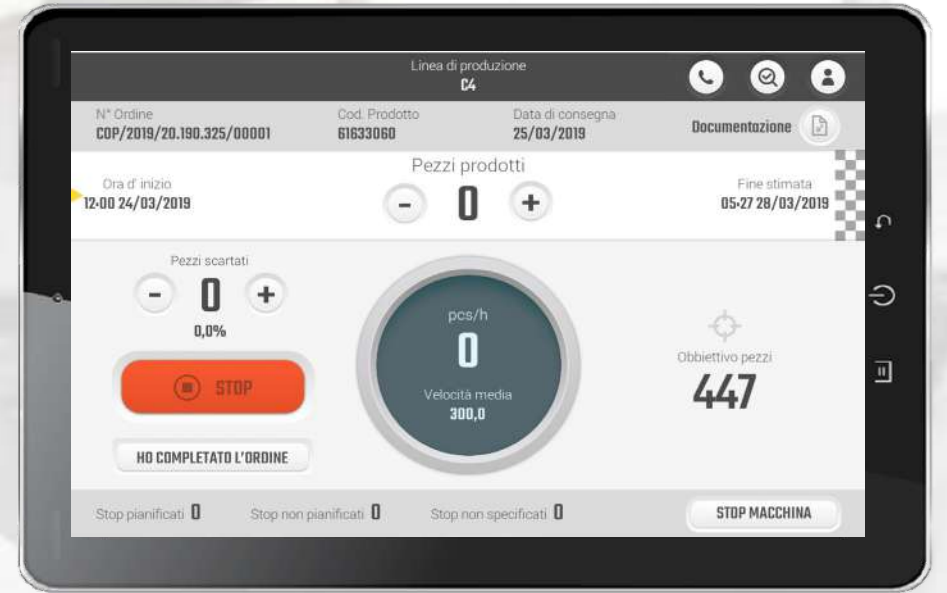 Linea di produzione
C4
N° Ordine
COP/2019/20.190.325/00001
Cod. Prodotto
61633060
Data di consegna
25/03/2019
Documentazione
Ora d' inizio
12:00 24/03/2019
Pezzi prodotti
- 0 +
Fine stimata
05:27 28/03/2019
Pezzi scartati
- 0 +
0,0%
STOP
HO COMPLETATO L'ORDINE
pcs/h
0
Velocità media
300,0
Obbiettivo pezzi
447
Stop pianificati 0
Stop non pianificati 0
Stop non specificati 0
STOP MACCHINA